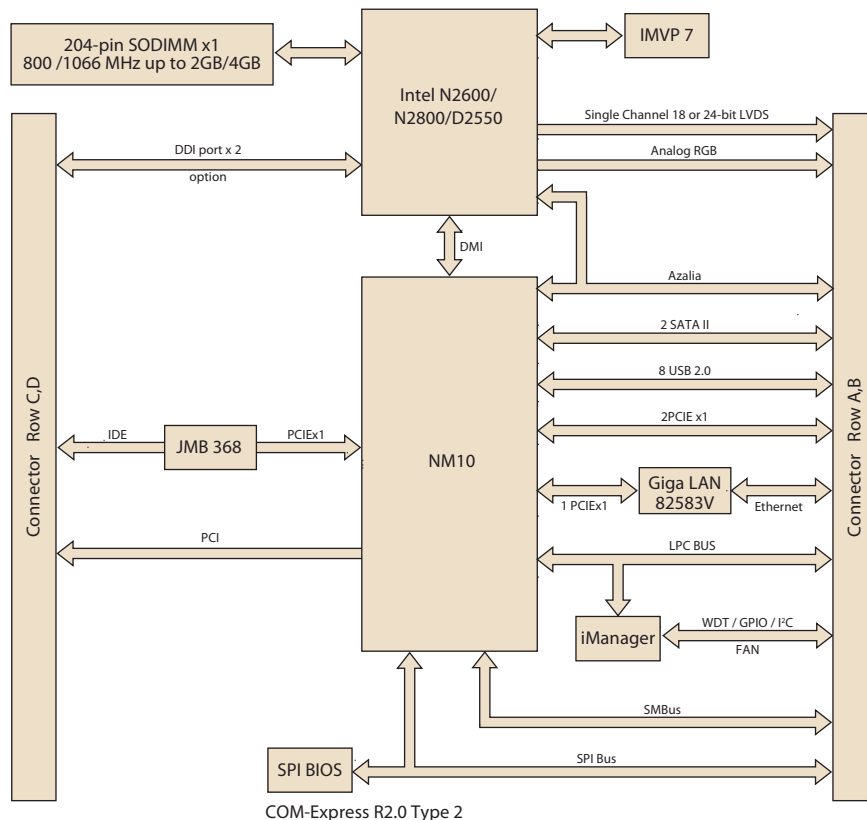 204-pin SODIMM x1
800 /1066 MHz up to 2GB/4GB
IMVP 7
Intel N2600/
N2800/D2550
Single Channel 18 or 24-bit LVDS
DDI port x 2
option
Analog RGB
DMI
Azalia
2 SATA II
8 USB 2.0
2PCIE x1
Connector Row C,D
Connector Row A,B
IDE
JMB 368
PCIEx1
NM10
1 PCIEx1
Giga LAN
82583V
Ethernet
PCI
LPC BUS
iManager
WDT / GPIO / I²C
FAN
SMBus
SPI BIOS
SPI Bus
COM-Express R2.0 Type 2